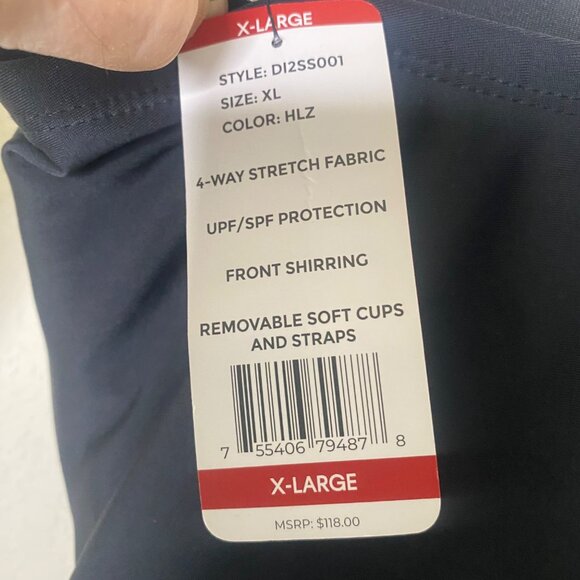 X-LARGE
STYLE: DI2SS001
SIZE: XL
COLOR: HLZ
4-WAY STRETCH FABRIC
UPF/SPF PROTECTION
FRONT SHIRRING
REMOVABLE SOFT CUPS
AND STRAPS
7 55406 79487 8
X-LARGE
MSRP: $118.00